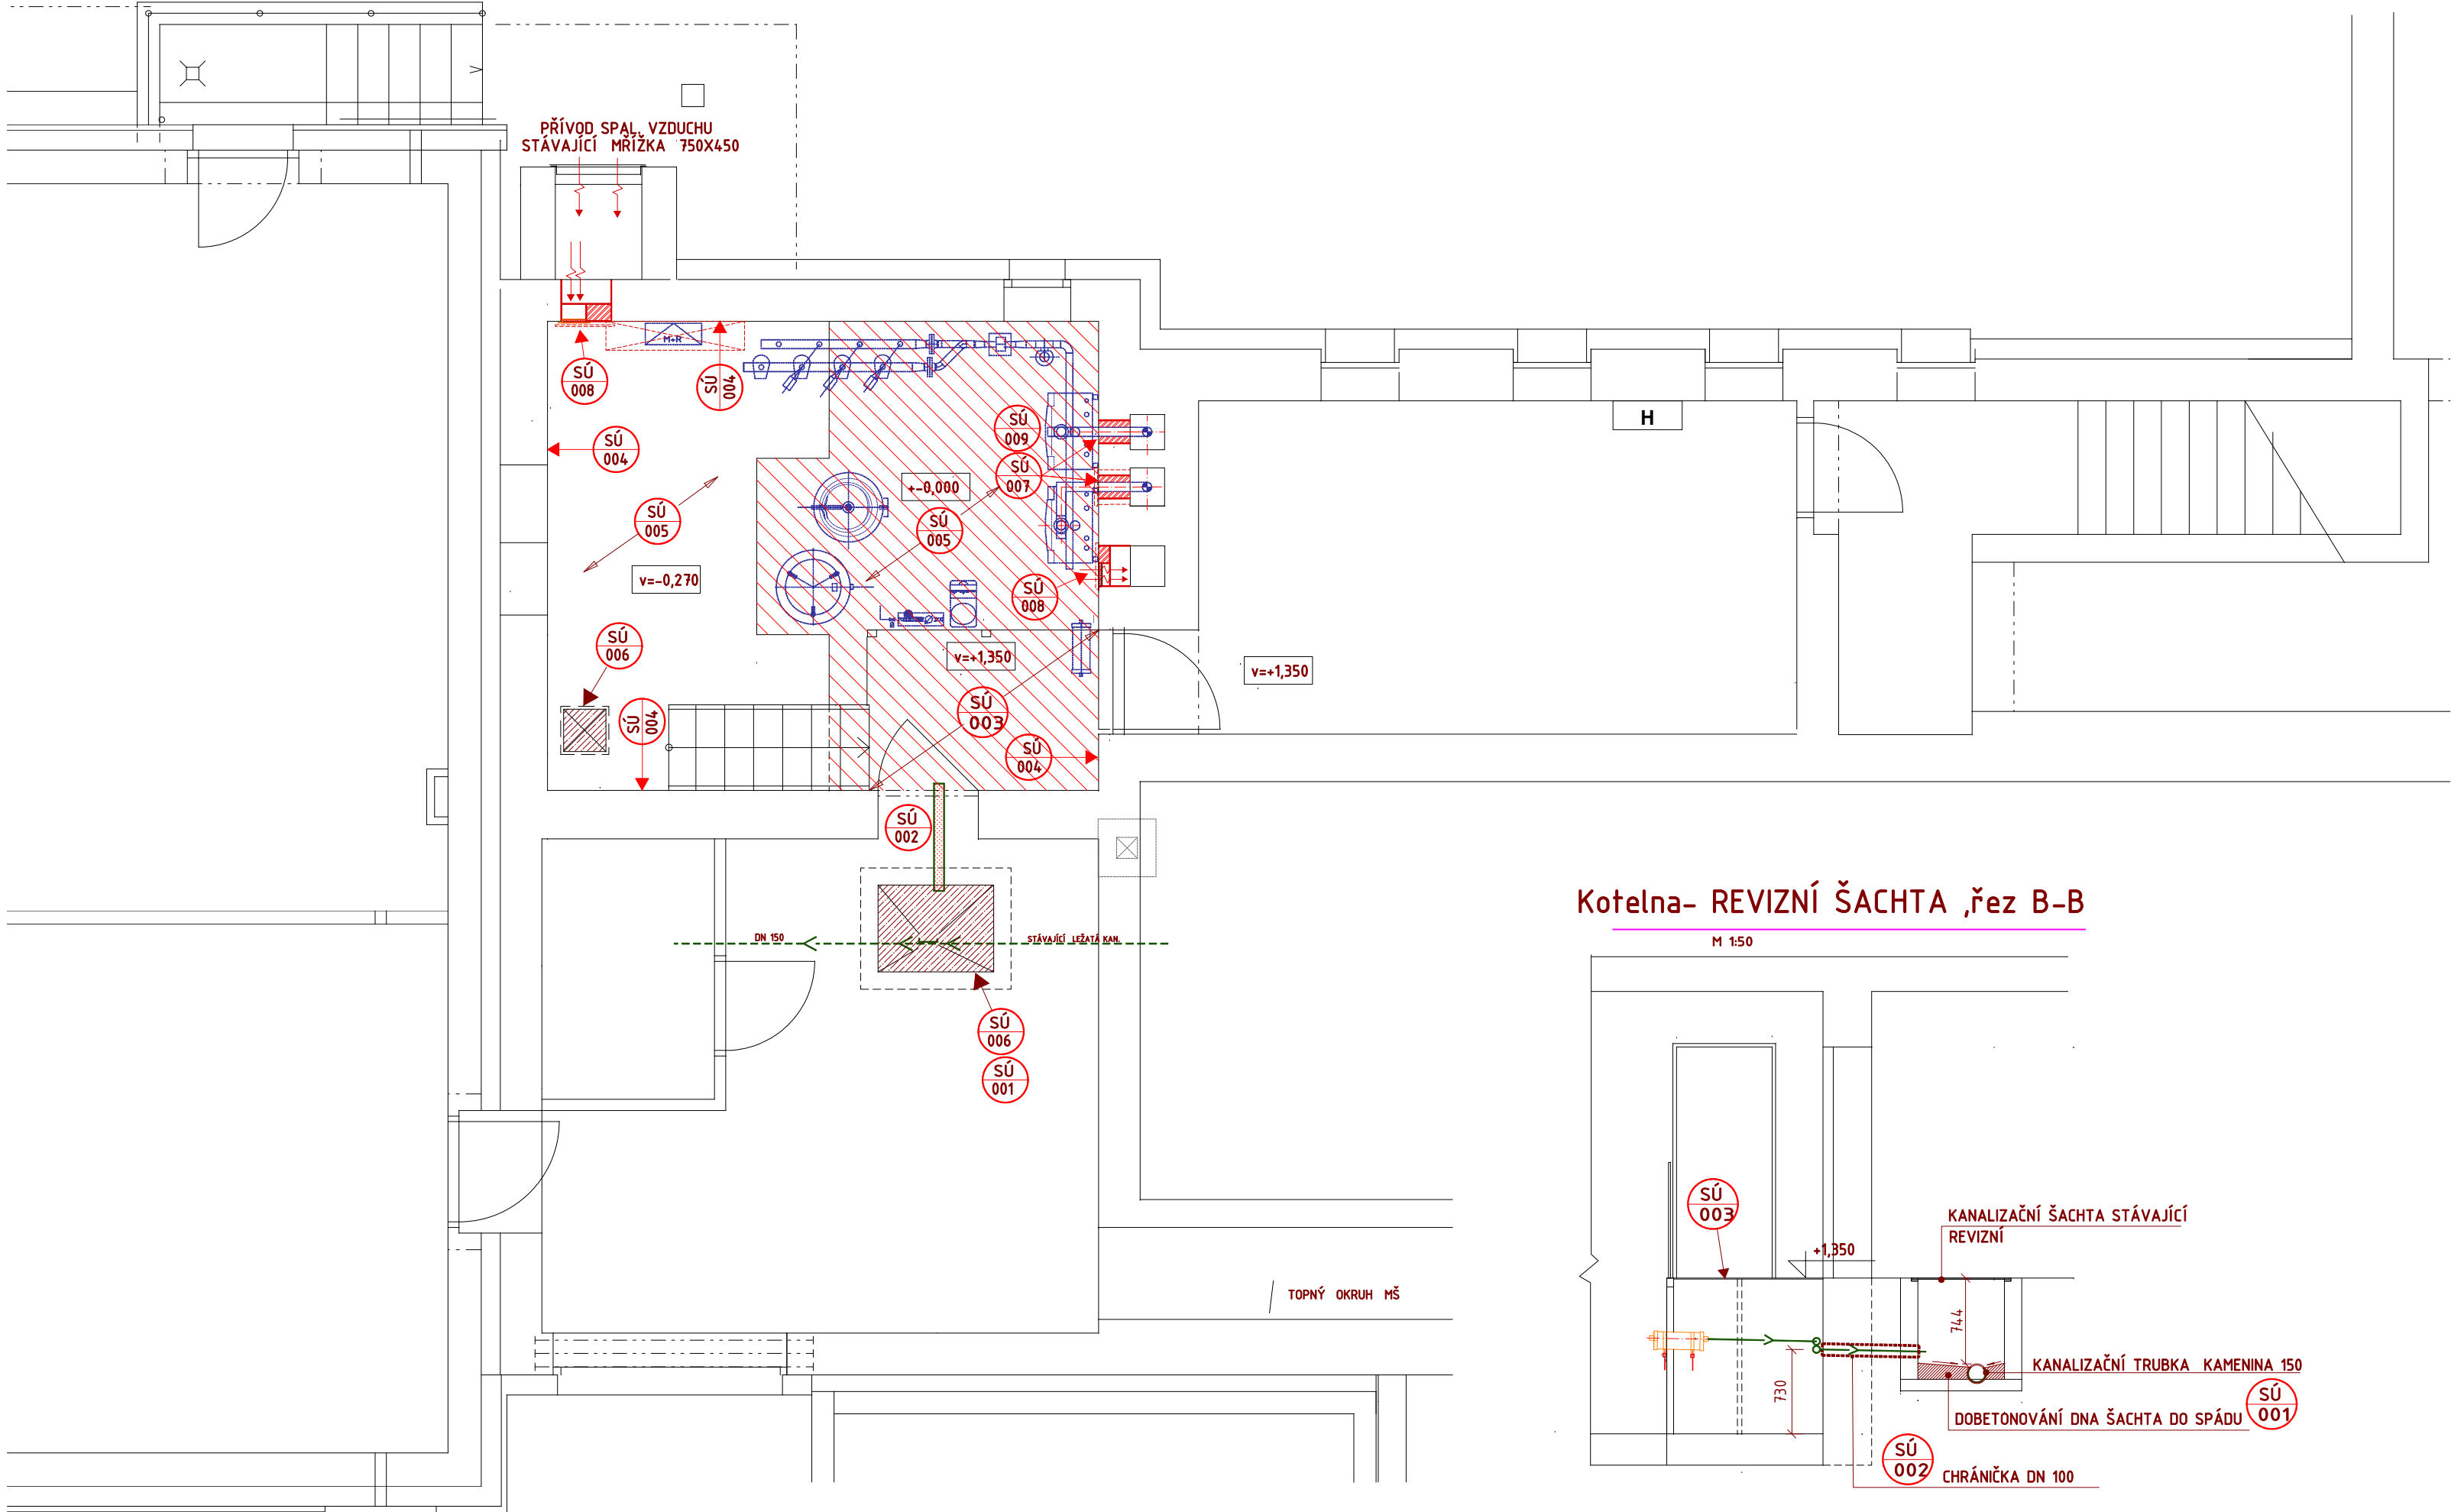 PŘÍVOD SPAL. VZDUCHU
STÁVAJÍCÍ MŘÍŽKA 750X450
M+R
SÚ
008
SÚ
004
SÚ
004
SÚ
009
SÚ
007
+-0,000
SÚ
005
SÚ
005
v=-0,270
SÚ
008
SÚ
006
v=+1,350
v=+1,350
SÚ
003
SÚ
004
SÚ
004
H
SÚ
002
DN 150
STÁVAJÍCÍ LEŽATÁ KAN.
SÚ
006
SÚ
001
TOPNÝ OKRUH MŠ
Kotelna- REVIZNÍ ŠACHTA ,řez B-B
M 1:50
SÚ
003
+1,350
KANALIZAČNÍ ŠACHTA STÁVAJÍCÍ
REVIZNÍ
744
730
KANALIZAČNÍ TRUBKA KAMENINA 150
DOBETONOVÁNÍ DNA ŠACHTA DO SPÁDU
SÚ
001
SÚ
002
CHRÁNIČKA DN 100